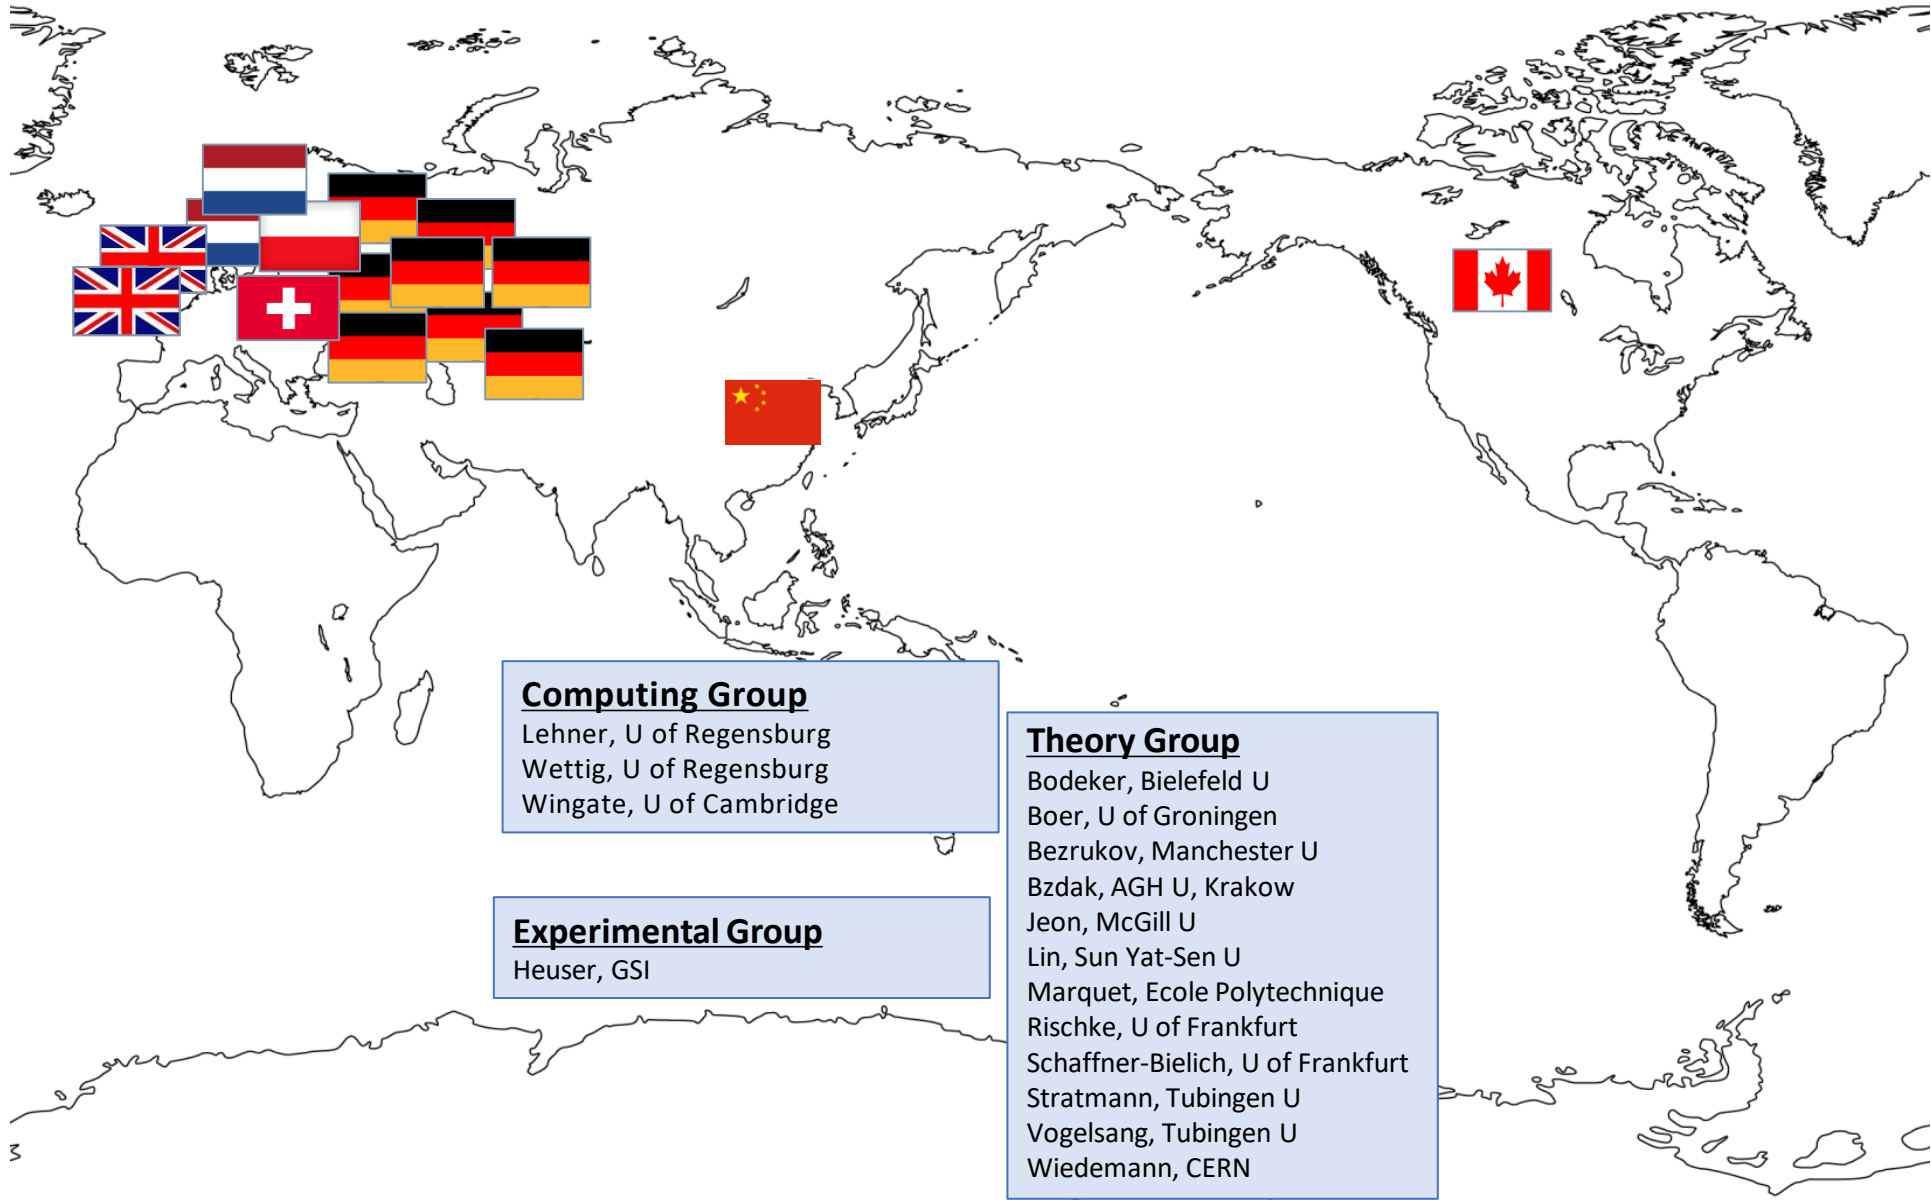 Computing Group
Lehner, U of Regensburg
Wettig, U of Regensburg
Wingate, U of Cambridge
Experimental Group
Heuser, GSI
Theory Group
Bodeker, Bielefeld U
Boer, U of Groningen
Bezrukov, Manchester U
Bzdak, AGH U, Krakow
Jeon, McGill U
Lin, Sun Yat-Sen U
Marquet, Ecole Polytechnique
Rischke, U of Frankfurt
Schaffner-Bielich, U of Frankfurt
Stratmann, Tubingen U
Vogelsang, Tubingen U
Wiedemann, CERN